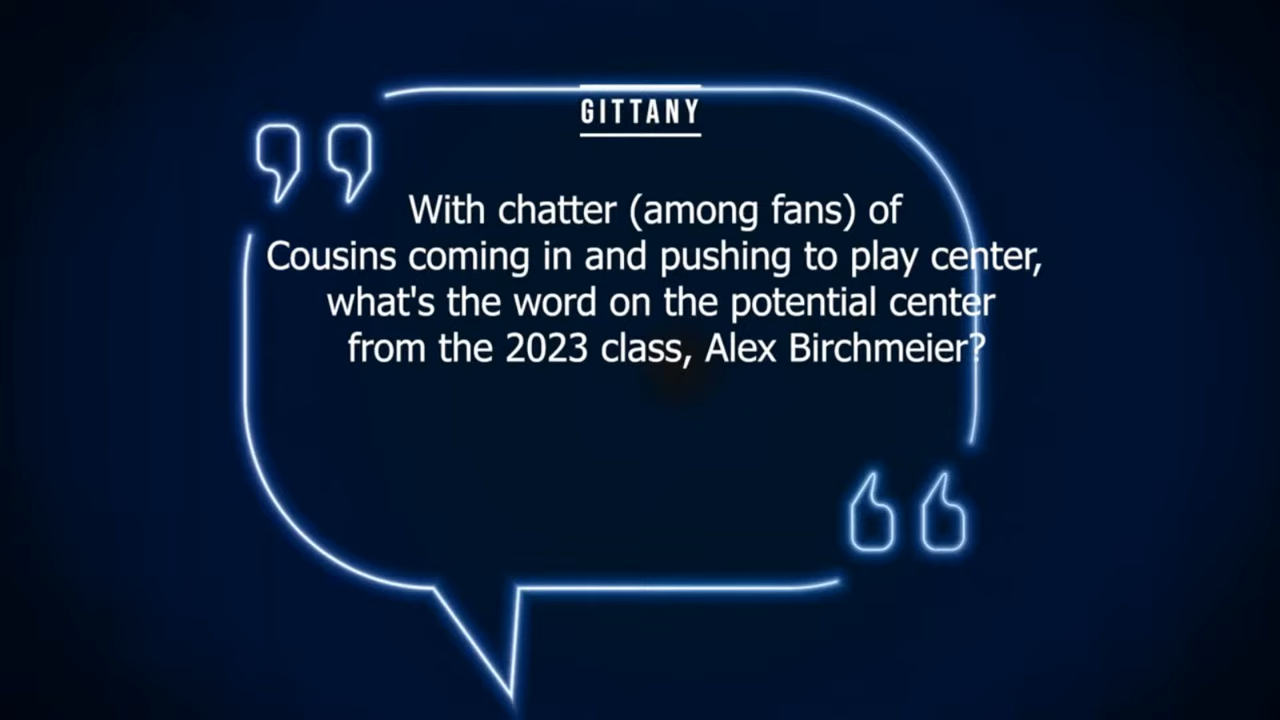 GITTANY
With chatter (among fans) of
Cousins coming in and pushing to play center,
what's the word on the potential center
from the 2023 class, Alex Birchmeier?